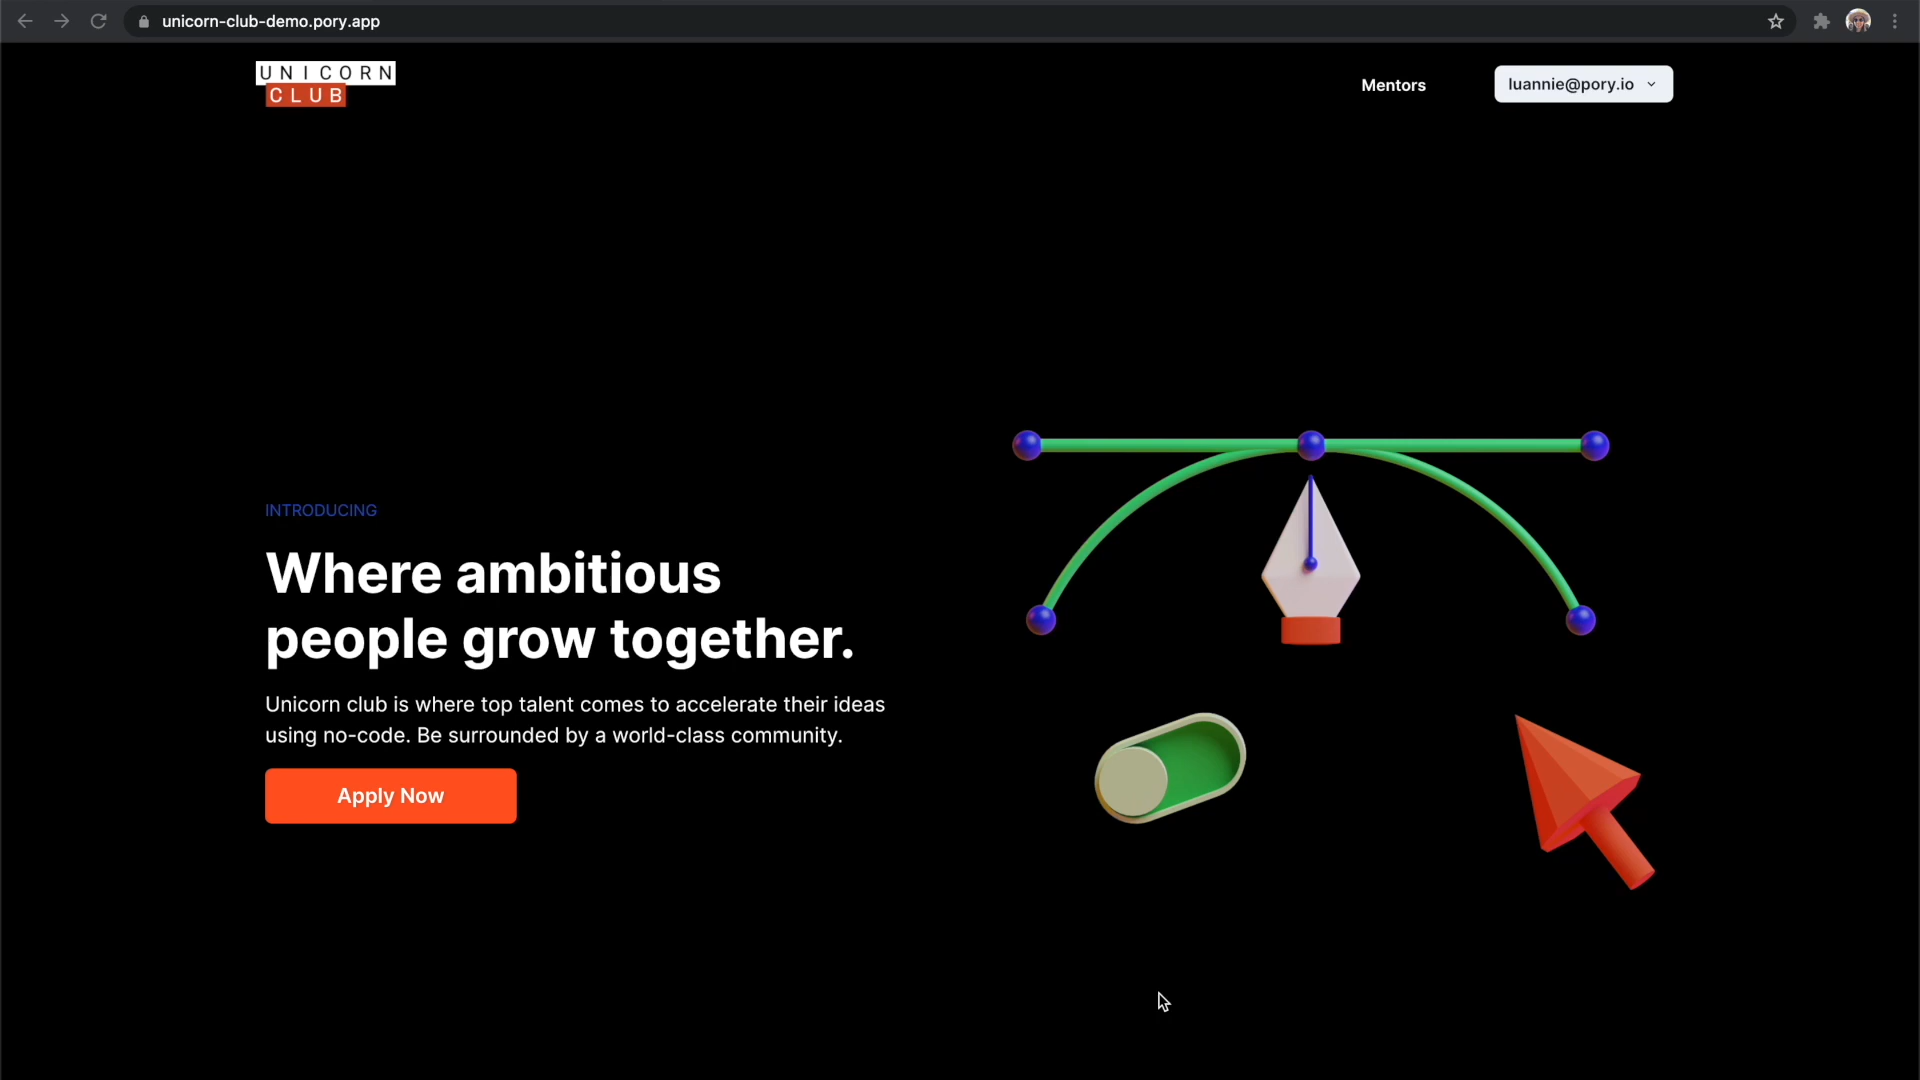 unicorn-club-demo.pory.app
UNICORN
CLUB
Mentors
luannie@pory.io
INTRODUCING
Where ambitious
people grow together.
Unicorn club is where top talent comes to accelerate their ideas
using no-code. Be surrounded by a world-class community.
Apply Now